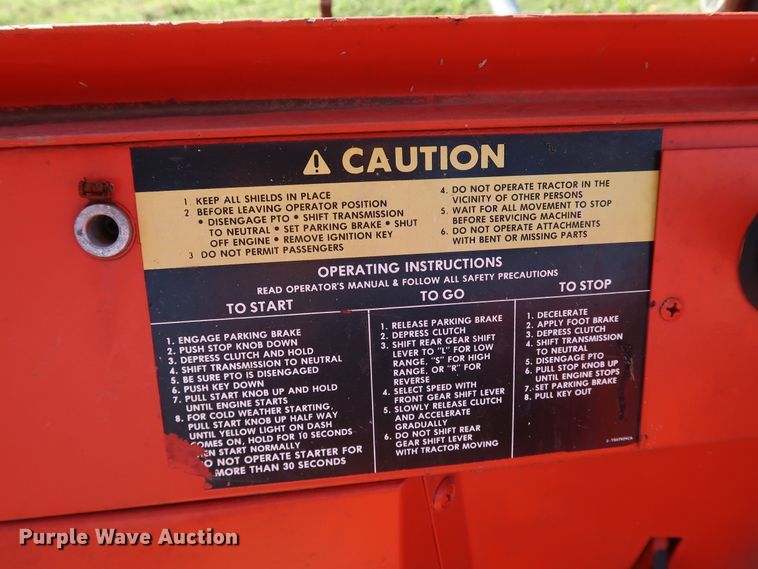 CAUTION
1 KEEP ALL SHIELDS IN PLACE
2 BEFORE LEAVING OPERATOR POSITION
• DISENGAGE PTO • SHIFT TRANSMISSION
TO NEUTRAL • SET PARKING BRAKE • SHUT
OFF ENGINE • REMOVE IGNITION KEY
3 DO NOT PERMIT PASSENGERS
4. DO NOT OPERATE TRACTOR IN THE
VICINITY OF OTHER PERSONS
5. WAIT FOR ALL MOVEMENT TO STOP
BEFORE SERVICING MACHINE
6. DO NOT OPERATE ATTACHMENTS
WITH BENT OR MISSING PARTS
OPERATING INSTRUCTIONS
READ OPERATOR'S MANUAL & FOLLOW ALL SAFETY PRECAUTIONS
TO START
1. ENGAGE PARKING BRAKE
2. PUSH STOP KNOB DOWN
3. DEPRESS CLUTCH AND HOLD
4. SHIFT TRANSMISSION TO NEUTRAL
5. BE SURE PTO IS DISENGAGED
6. PUSH KEY DOWN
7. PULL START KNOB UP AND HOLD
UNTIL ENGINE STARTS
8. FOR COLD WEATHER STARTING,
PULL START KNOB UP HALF WAY
UNTIL YELLOW LIGHT ON DASH
COMES ON, HOLD FOR 10 SECONDS
START NORMALLY
NOT OPERATE STARTER FOR
MORE THAN 30 SECONDS
TO GO
1. RELEASE PARKING BRAKE
2. DEPRESS CLUTCH
3. SHIFT REAR GEAR SHIFT
LEVER TO "L" FOR LOW
RANGE, "S" FOR HIGH
RANGE, OR "R" FOR
REVERSE
4. SELECT SPEED WITH
FRONT GEAR SHIFT LEVER
5. SLOWLY RELEASE CLUTCH
AND ACCELERATE
GRADUALLY
6. DO NOT SHIFT REAR
GEAR SHIFT LEVER
WITH TRACTOR MOVING
TO STOP
1. DECELERATE
2. APPLY FOOT BRAKE
3. DEPRESS CLUTCH
4. SHIFT TRANSMISSION
TO NEUTRAL
5. DISENGAGE PTO
6. PULL STOP KNOB UP
UNTIL ENGINE STOPS
7. SET PARKING BRAKE
8. PULL KEY OUT
Purple Wave Auction